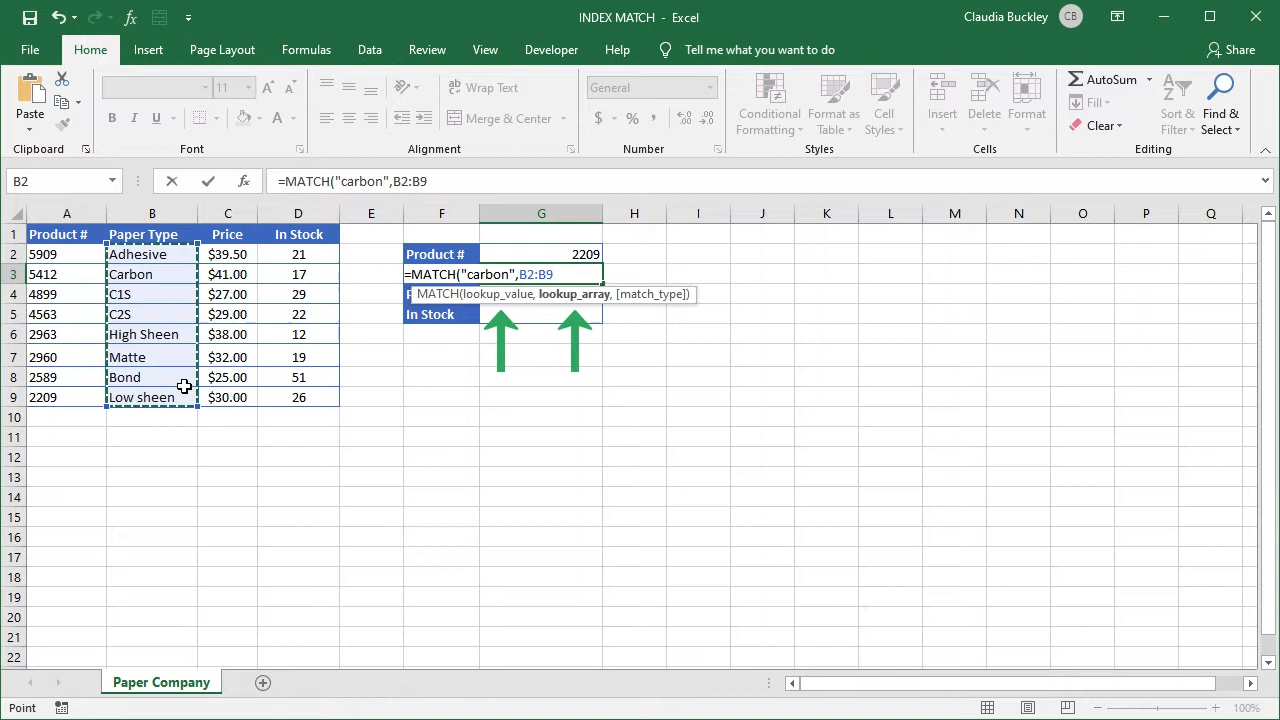 INDEX MATCH - Excel
Claudia Buckley CB
File Home Insert Page Layout Formulas Data Review View Developer Help Tell me what you want to do Share
Paste
11
B I U
A A
Wrap Text
Merge & Center
General
$ % ,
Conditional Formatting
Format as Table
Cell Styles
Insert Delete Format
AutoSum
Fill
Clear
Sort & Filter
Find & Select
Clipboard Font Alignment Number Styles Cells Editing
B2 fx =MATCH("carbon",B2:B9
A B C D E F G H I J K L M N O P Q
1 Product # Paper Type Price In Stock
2 5909 Adhesive $39.50 21 Product # 2209
3 5412 Carbon $41.00 17 =MATCH("carbon",B2:B9
4 4899 C1S $27.00 29 MATCH(lookup_value, lookup_array, [match_type])
5 4563 C2S $29.00 22 In Stock
6 2963 High Sheen $38.00 12
7 2960 Matte $32.00 19
8 2589 Bond $25.00 51
9 2209 Low sheen $30.00 26
10
11
12
13
14
15
16
17
18
19
20
21
22
Paper Company
Point 100%